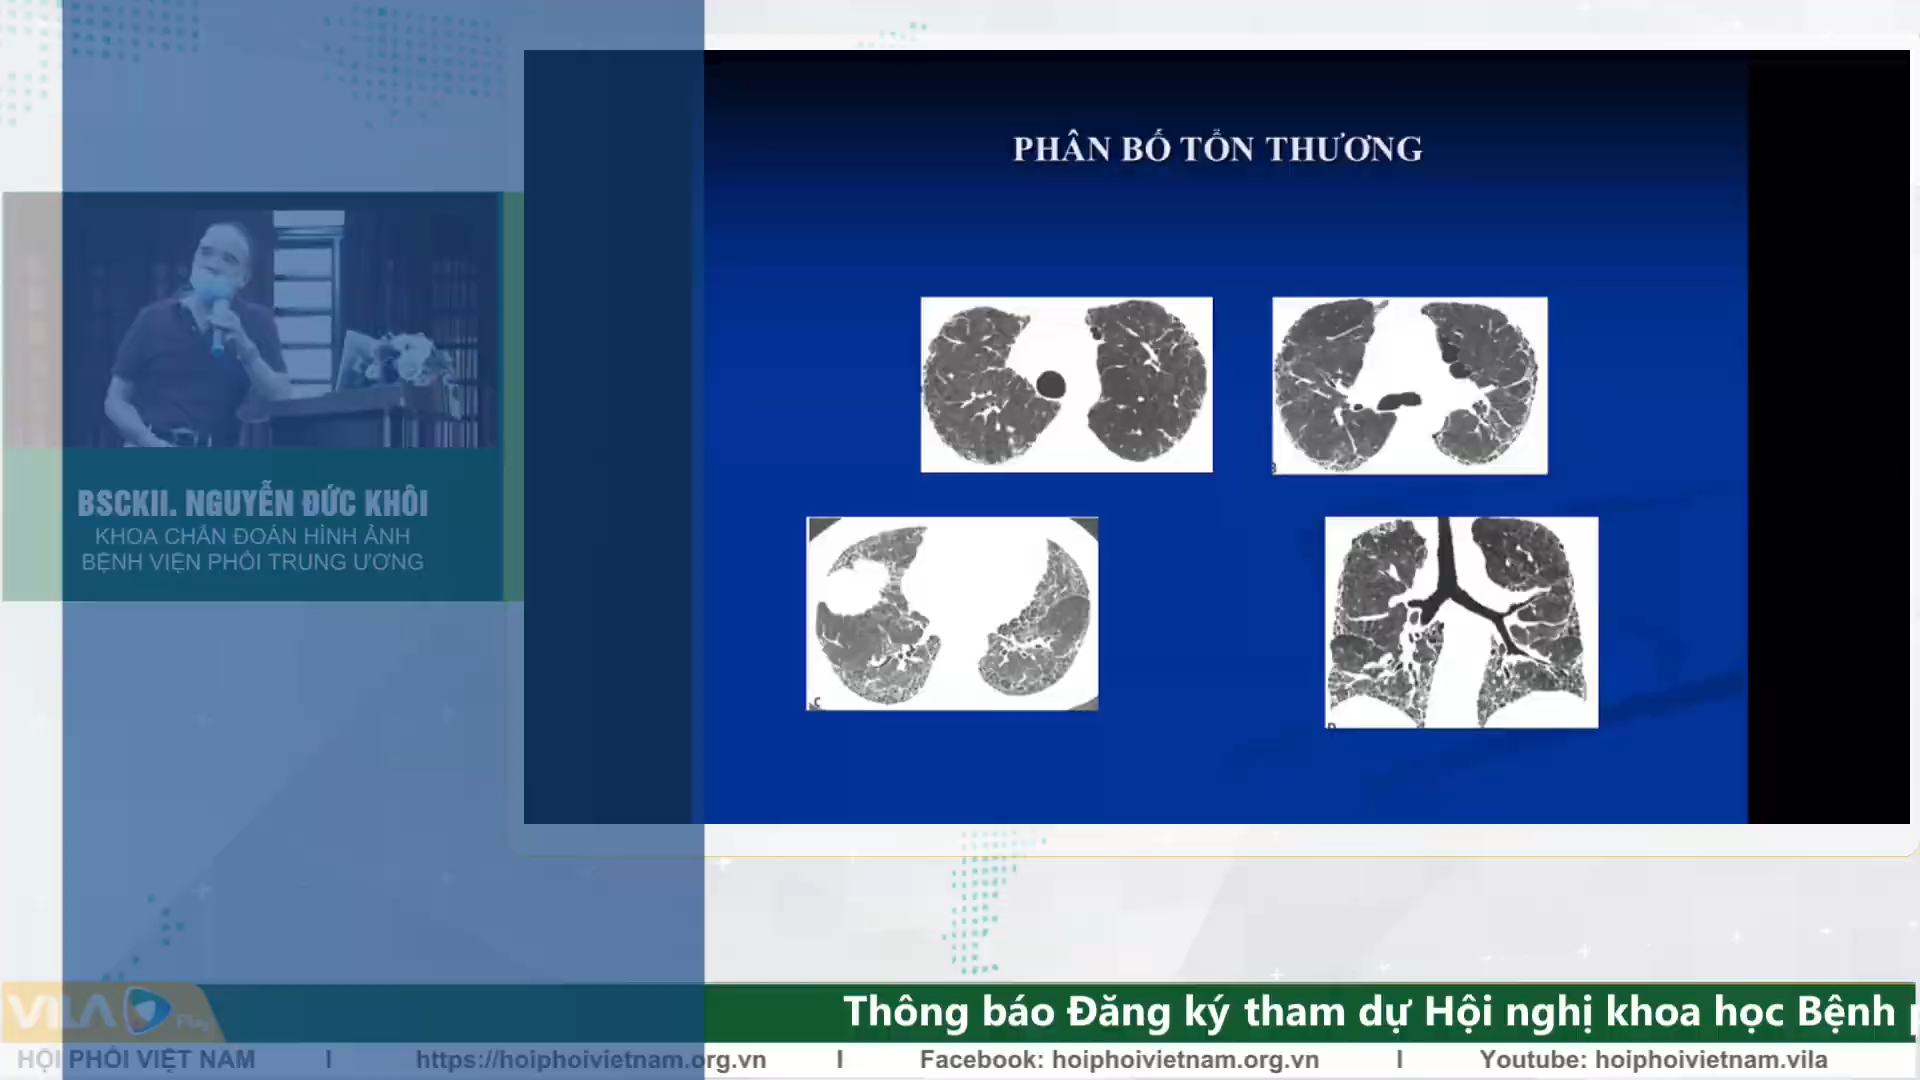 PHÂN BỐ TỔN THƯƠNG
B
C
D
BSCKII. NGUYỄN ĐỨC KHÔI
KHOA CHẨN ĐOÁN HÌNH ẢNH
BỆNH VIỆN PHỔI TRUNG ƯƠNG
VILA Play
Thông báo Đăng ký tham dự Hội nghị khoa học Bệnh
HỘI PHỔI VIỆT NAM I https://hoiphoivietnam.org.vn I Facebook: hoiphoivietnam.org.vn I Youtube: hoiphoivietnam.vila